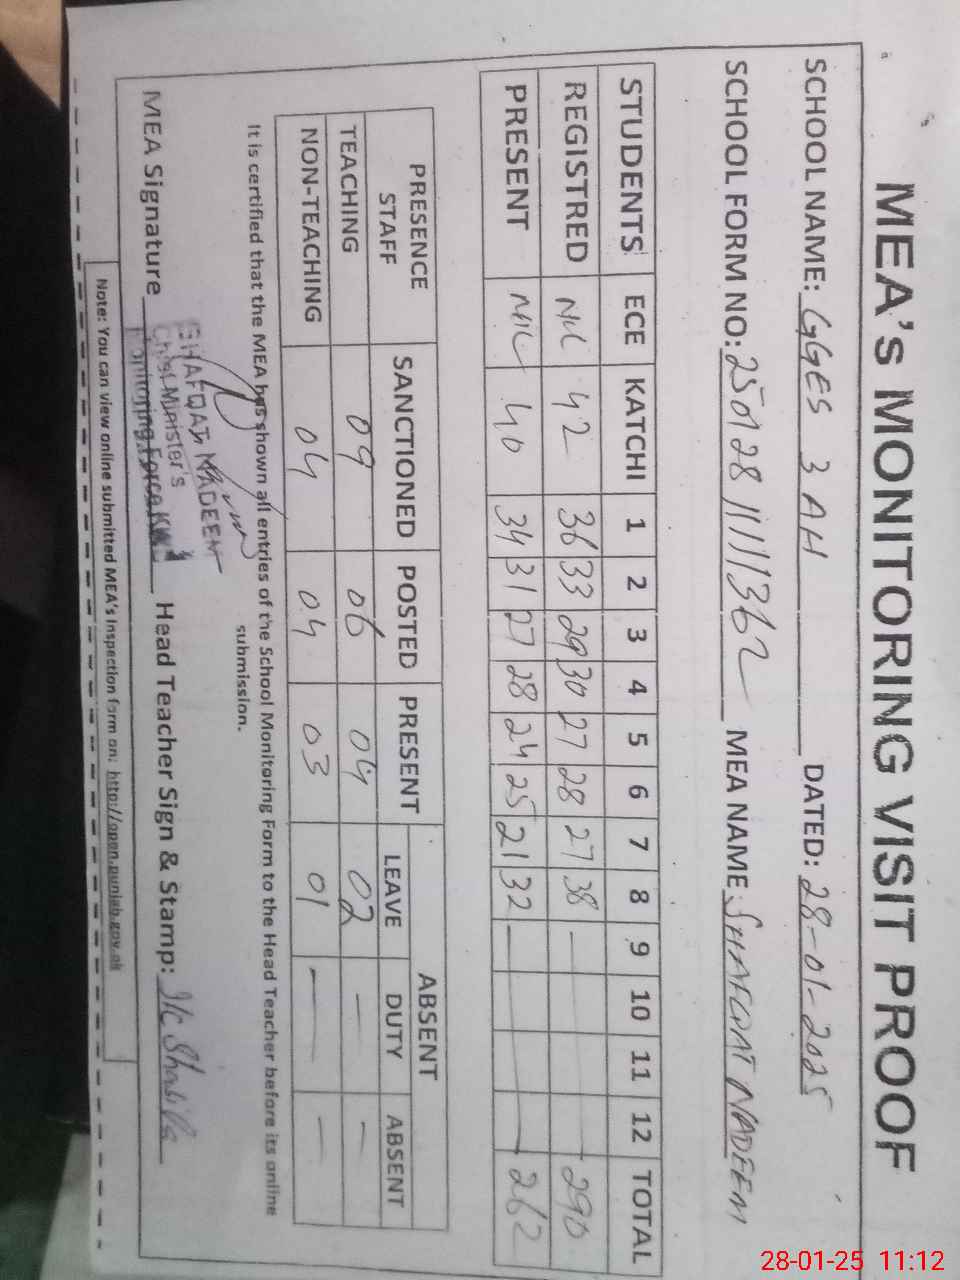 MEA's MONITORING VISIT PROOF
SCHOOL NAME: GGES 3 AH DATED: 28-01-2025
SCHOOL FORM NO: MEA NAME: SHAFQAT NADEEM
STUDENTS ECE KATCHI 1 2 3 4 5 6 7 8 9 10 11 12 TOTAL
REGISTRED NIL 42 36 33 29 30 27 28 27 38 — 290
PRESENT NIL 40 34 31 27 28 24 25 21 32 — 262
PRESENCE STAFF SANCTIONED POSTED PRESENT ABSENT
LEAVE DUTY ABSENT
TEACHING 09 06 04 02 — —
NON-TEACHING 04 04 03 01 — —
It is certified that the MEA has shown all entries of the School Monitoring Form to the Head Teacher before its online
submission.
MEA Signature Head Teacher Sign & Stamp: I/c
SHAFQAT NADEEM
Chief Minister's
Monitoring Force
Note: You can view online submitted MEA's inspection form on: http://open.punjab.gov.pk
28-01-25 11:12